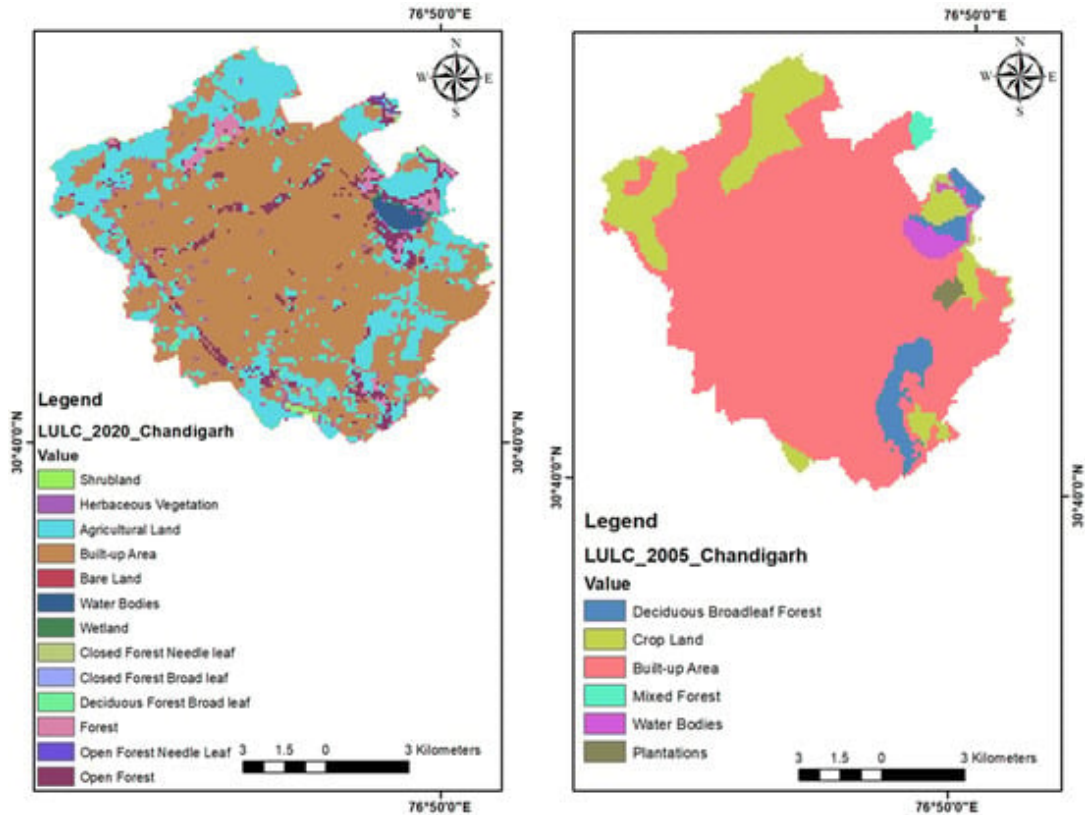 76°50'0"E
N
W
E
S
30°40'0"N
30°40'0"N
Legend
LULC_2020_Chandigarh
Value
Shrubland
Herbaceous Vegetation
Agricultural Land
Built-up Area
Bare Land
Water Bodies
Wetland
Closed Forest Needle leaf
Closed Forest Broad leaf
Deciduous Forest Broad leaf
Forest
Open Forest Needle Leaf
Open Forest
3 1.5 0 3 Kilometers
76°50'0"E
76°50'0"E
N
W
E
S
30°40'0"N
30°40'0"N
Legend
LULC_2005_Chandigarh
Value
Deciduous Broadleaf Forest
Crop Land
Built-up Area
Mixed Forest
Water Bodies
Plantations
3 1.5 0 3 Kilometers
76°50'0"E